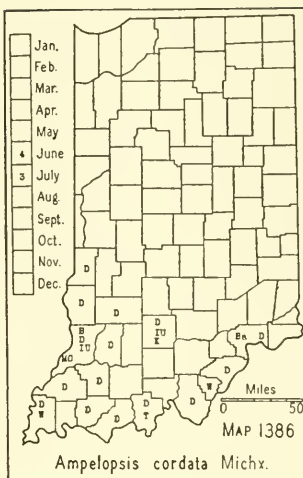 Jan.
Feb.
Mar.
Apr.
May
4 June
3 July
Aug.
Sept.
Oct.
Nov.
Dec.
D
D
D
B
D
IU
D
D
IU
K
Ba
D
MC
D
D
D
W
D
W
D
D
D
T
D
Miles
0 50
MAP 1386
Ampelopsis cordata Michx.